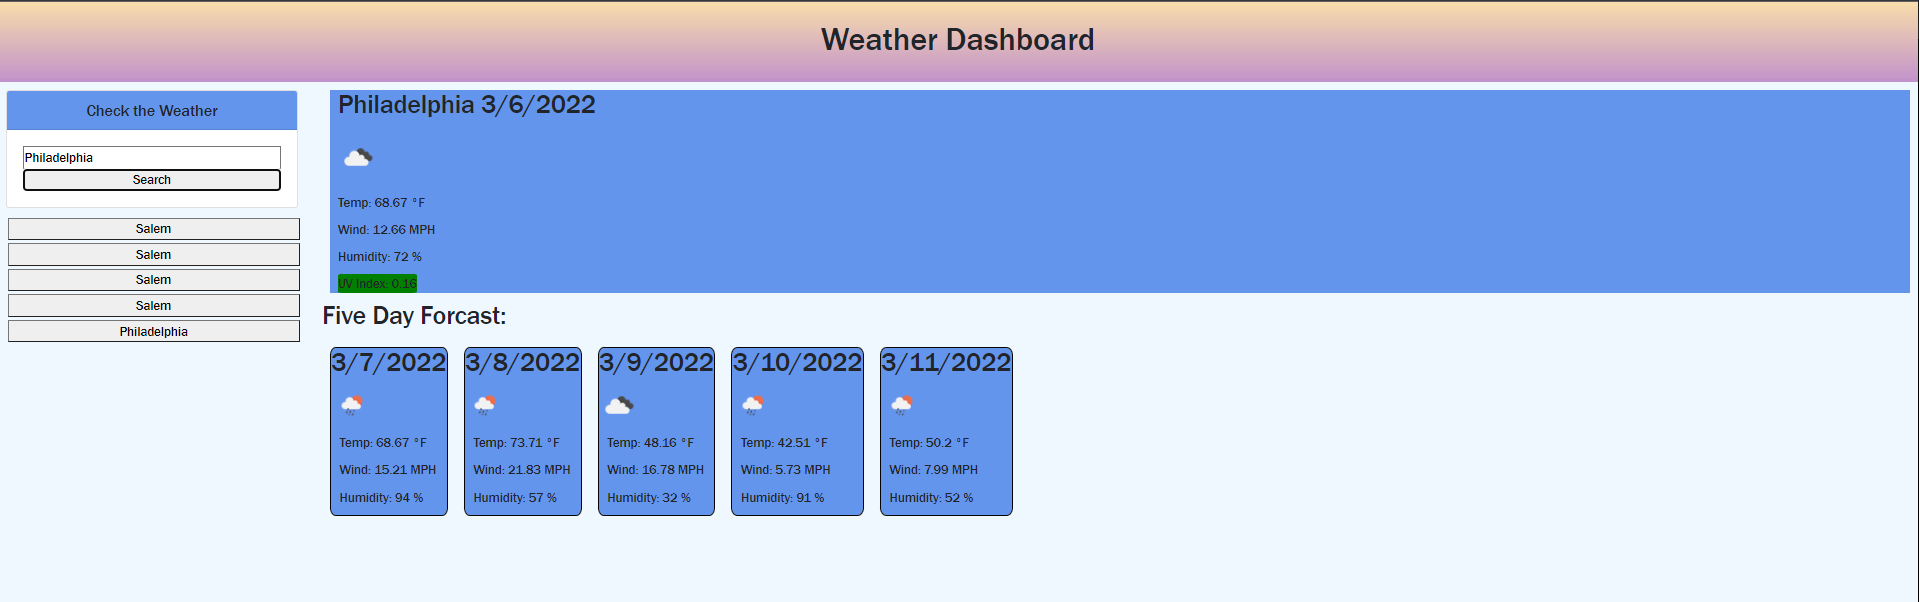 Weather Dashboard
Check the Weather
Philadelphia
Search
Salem
Salem
Salem
Salem
Philadelphia
Philadelphia 3/6/2022
Temp: 68.67 °F
Wind: 12.66 MPH
Humidity: 72 %
UV Index: 0.16
Five Day Forcast:
3/7/2022
Temp: 68.67 °F
Wind: 15.21 MPH
Humidity: 94 %
3/8/2022
Temp: 73.71 °F
Wind: 21.83 MPH
Humidity: 57 %
3/9/2022
Temp: 48.16 °F
Wind: 16.78 MPH
Humidity: 32 %
3/10/2022
Temp: 42.51 °F
Wind: 5.73 MPH
Humidity: 91 %
3/11/2022
Temp: 50.2 °F
Wind: 7.99 MPH
Humidity: 52 %